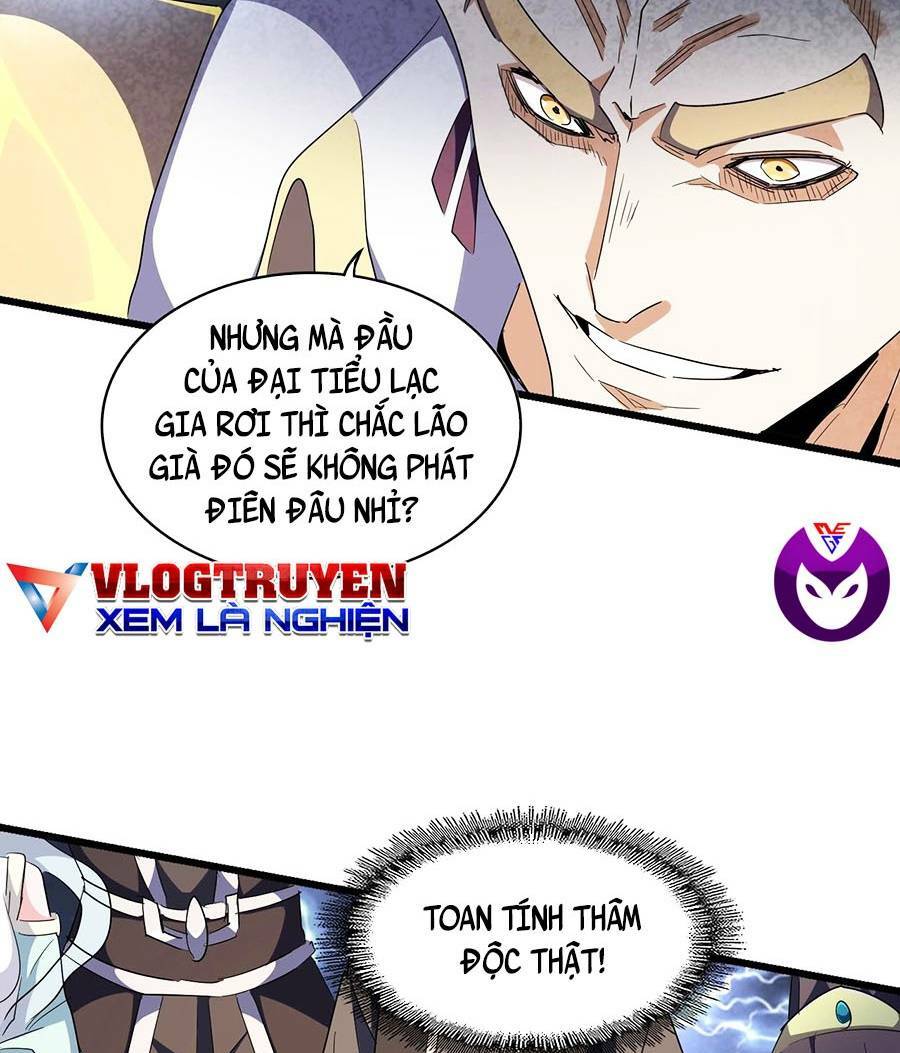 NHƯNG MÀ ĐẦU
CỦA ĐẠI TIỂU LẠC
GIA RƠI THÌ CHẮC LÃO
GIÀ ĐÓ SẼ KHÔNG PHÁT
ĐIÊN ĐÂU NHỈ?
VLOGTRUYEN
XEM LÀ NGHIỆN
TOAN TÍNH THÂM
ĐỘC THẬT!